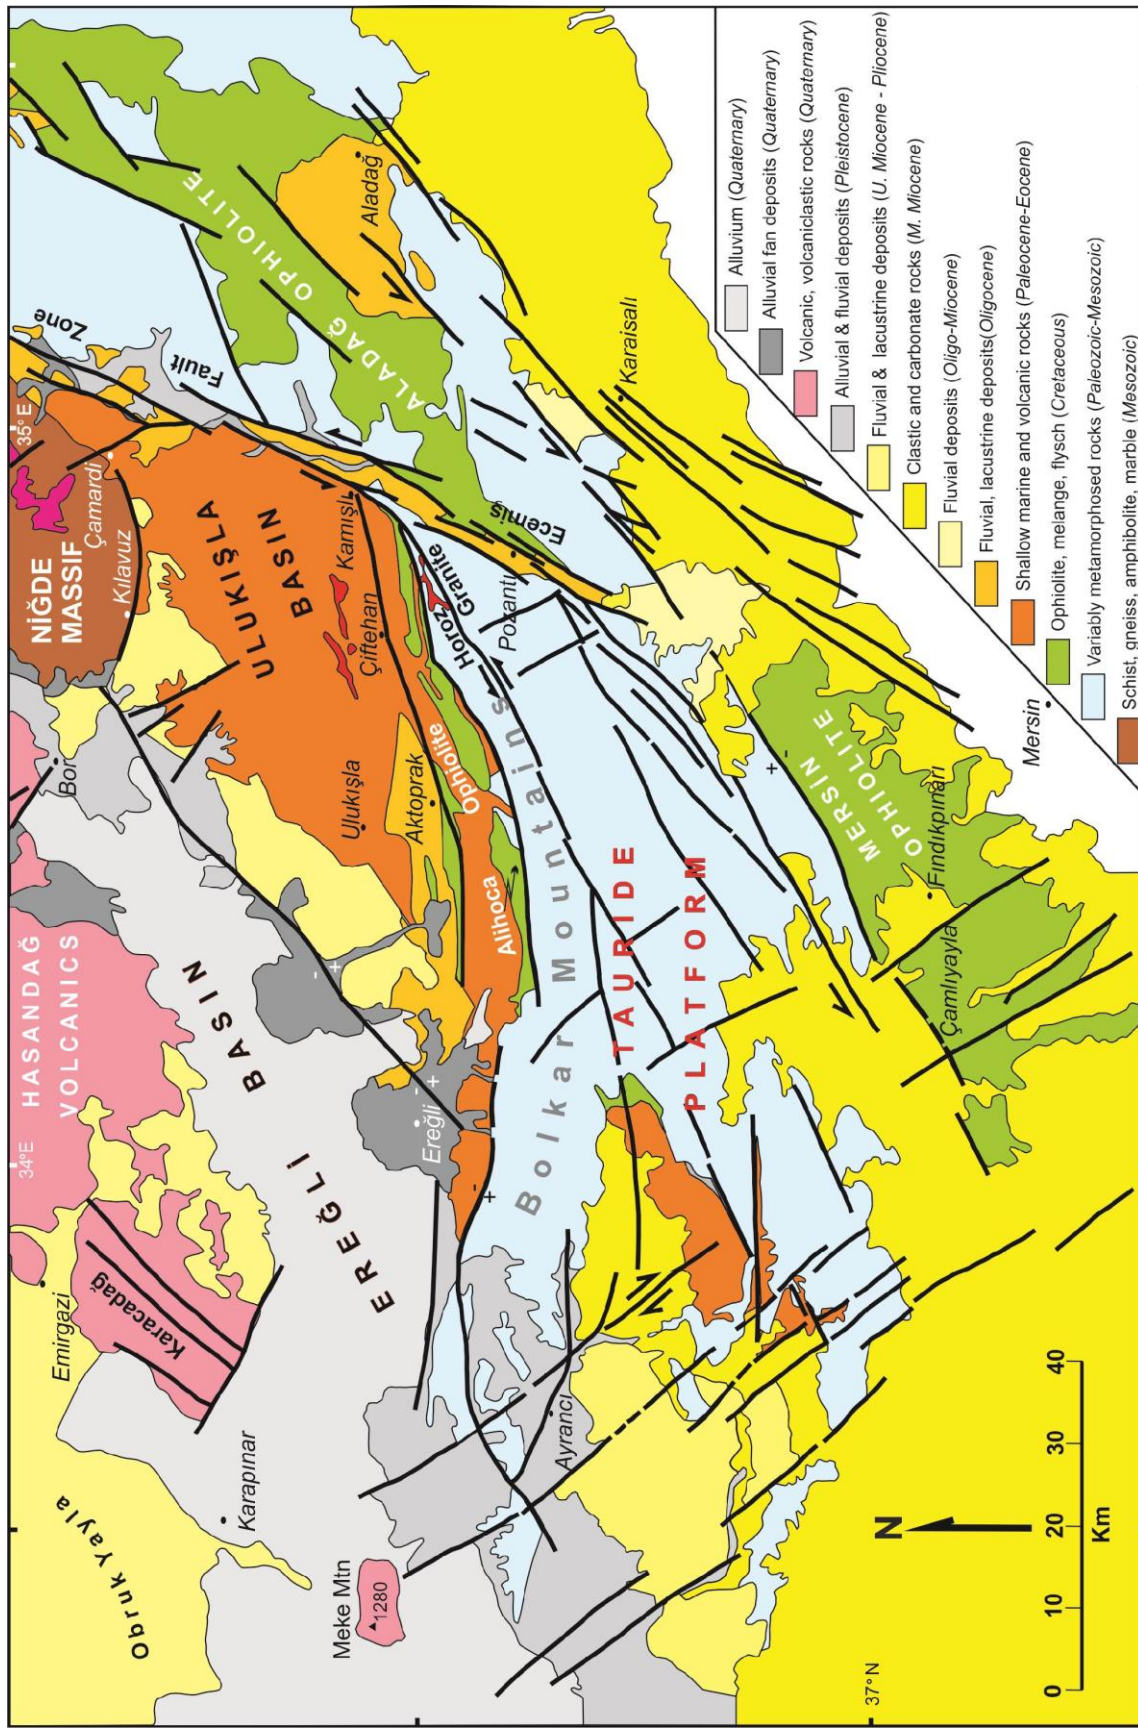 HASANDAĞ
VOLCANICS
34°E
35°E
NİĞDE
MASSIF
Çamardı
Kılavuz
Bor
Emirgazi
Karacadağ
Obruk Yayla
Karapınar
Meke Mtn
1280
EREĞLİ BASIN
Ereğli
- +
- +
+ -
ULUKIŞLA
BASIN
Ulukışla
Aktoprak
Çiftehan
Kamışlı
Alihoca Ophiolite
Horoz Granite
Pozantı
Ecemiş Fault Zone
ALADAĞ OPHIOLITE
Aladağ
Karaisalı
Bolkar Mountains
TAURIDE
PLATFORM
Ayrancı
MERSİN
OPHIOLITE
+ -
Fındıkpınarı
Çamlıyayla
Mersin
37°N
N
0 10 20 30 40
Km
Alluvium (Quaternary)
Alluvial fan deposits (Quaternary)
Volcanic, volcaniclastic rocks (Quaternary)
Alluvial & fluvial deposits (Pleistocene)
Fluvial & lacustrine deposits (U. Miocene - Pliocene)
Clastic and carbonate rocks (M. Miocene)
Fluvial deposits (Oligo-Miocene)
Fluvial, lacustrine deposits(Oligocene)
Shallow marine and volcanic rocks (Paleocene-Eocene)
Ophiolite, melange, flysch (Cretaceous)
Variably metamorphosed rocks (Paleozoic-Mesozoic)
Schist, gneiss, amphibolite, marble (Mesozoic)